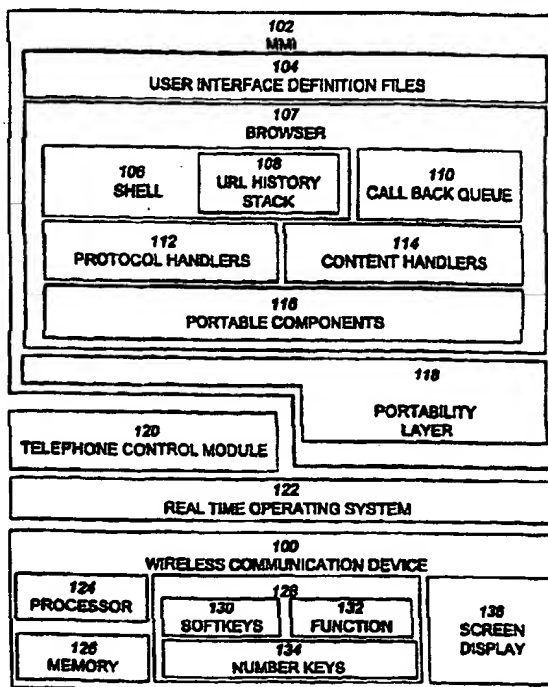 102
MMI
104
USER INTERFACE DEFINITION FILES
107
BROWSER
106
SHELL
108
URL HISTORY
STACK
110
CALL BACK QUEUE
112
PROTOCOL HANDLERS
114
CONTENT HANDLERS
116
PORTABLE COMPONENTS
118
PORTABILITY
LAYER
120
TELEPHONE CONTROL MODULE
122
REAL TIME OPERATING SYSTEM
100
WIRELESS COMMUNICATION DEVICE
124
PROCESSOR
126
MEMORY
128
130
SOFTKEYS
132
FUNCTION
134
NUMBER KEYS
136
SCREEN
DISPLAY